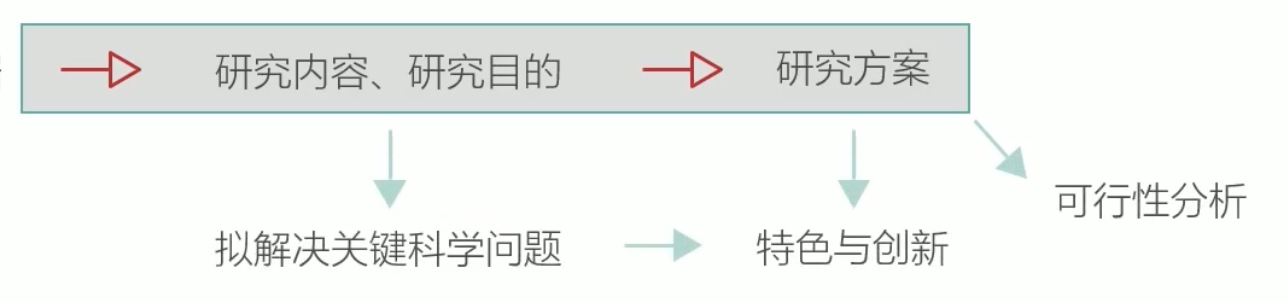 研究内容、研究目的
研究方案
可行性分析
拟解决关键科学问题
特色与创新